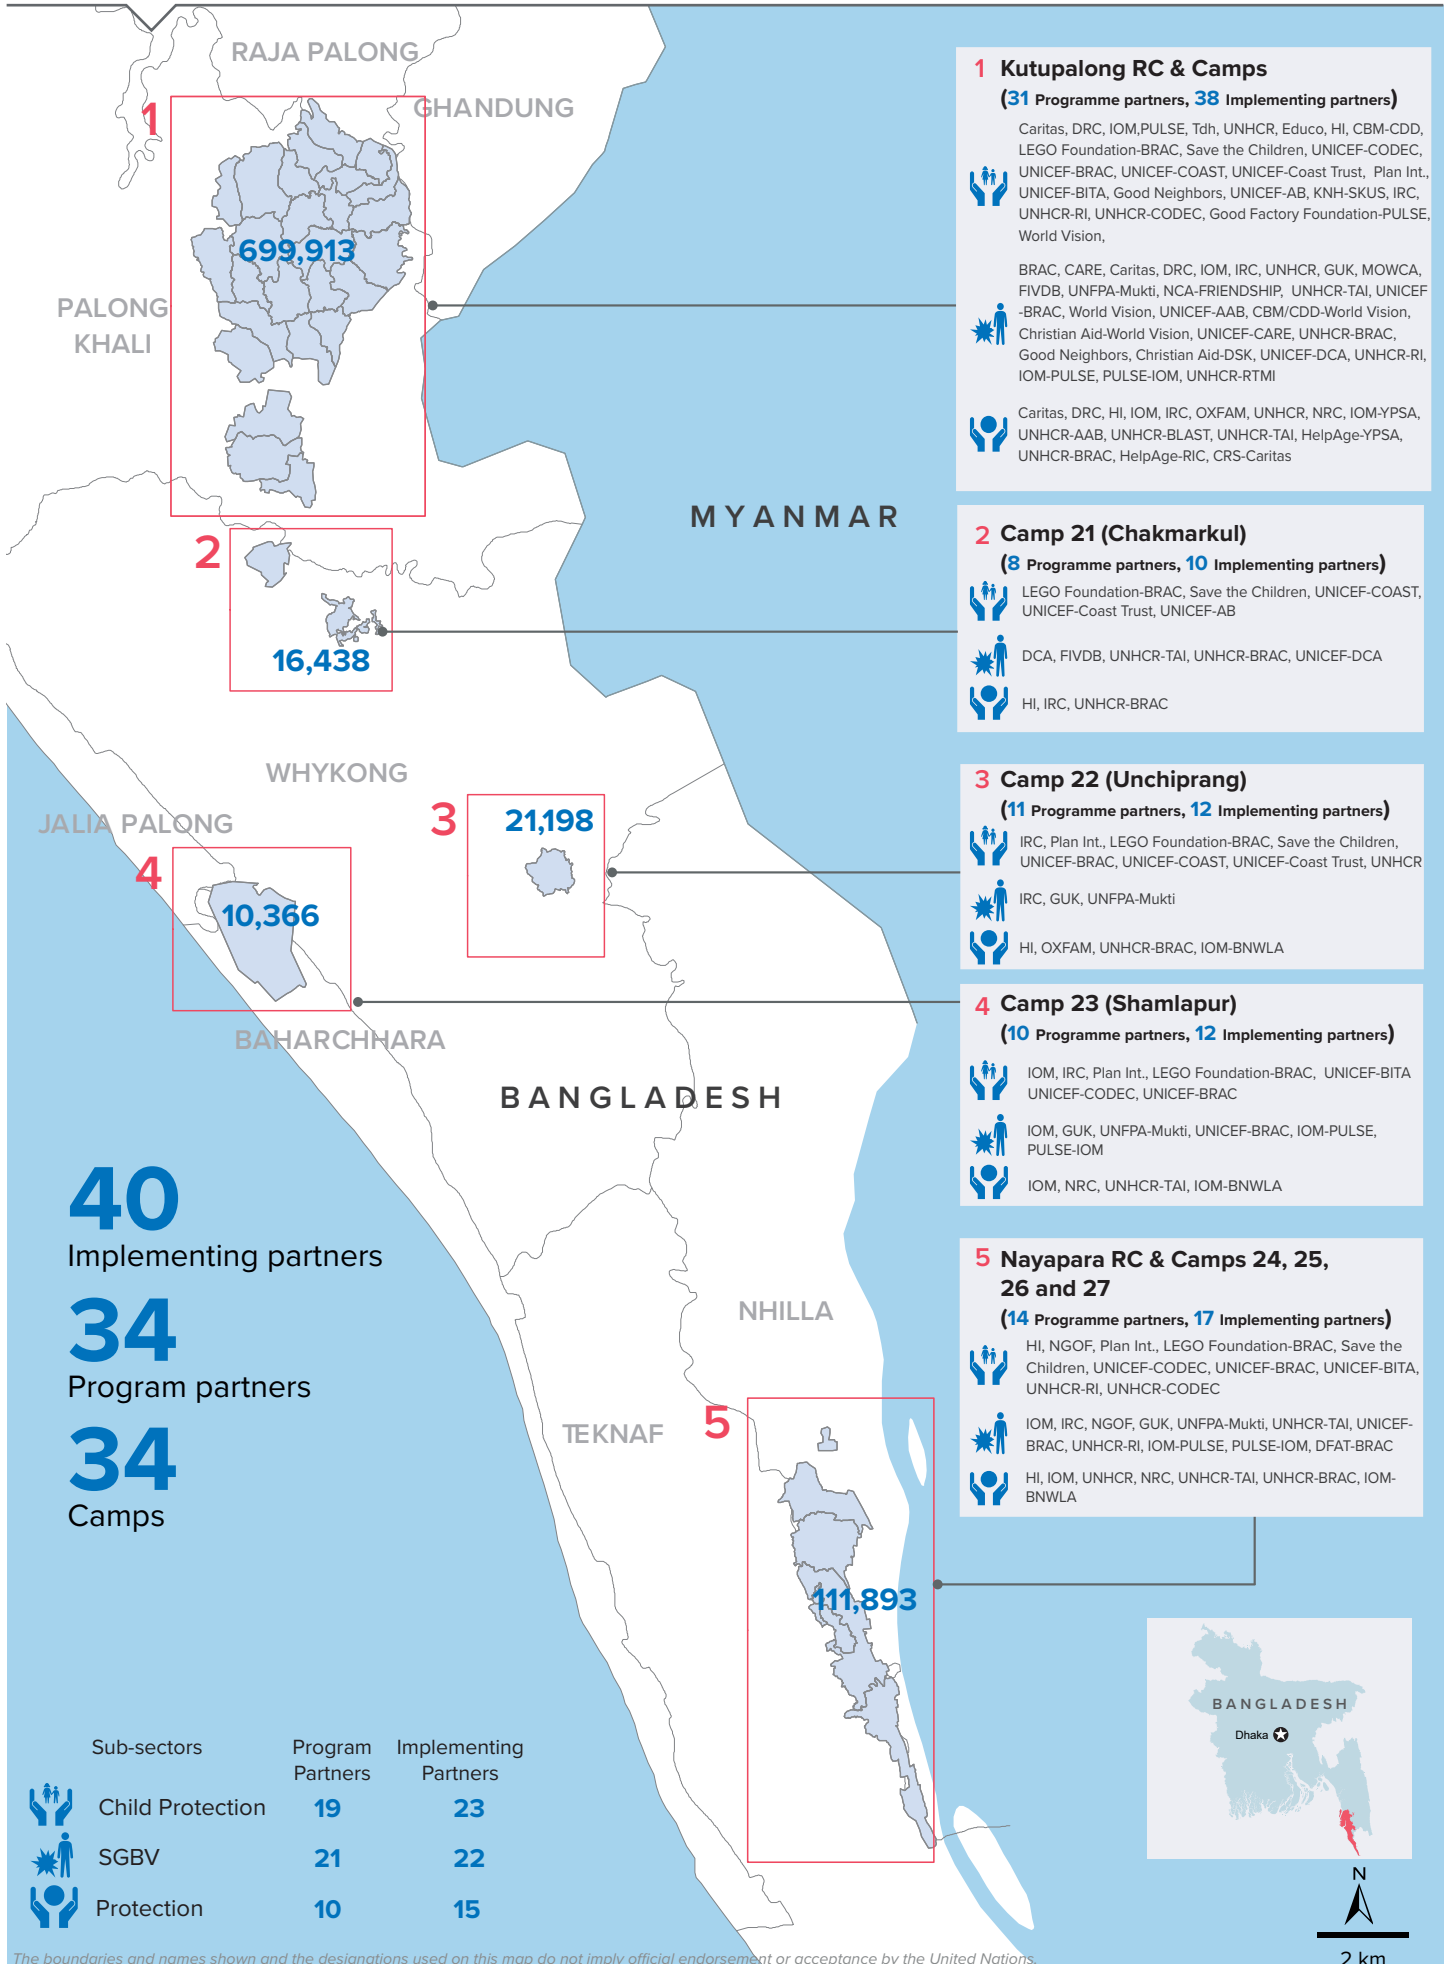 RAJA PALONG
GHANDUNG
1
699,913
PALONG
KHALI
2
16,438
MYANMAR
WHYKONG
JALIA PALONG
3
21,198
4
10,366
BAHARCHHARA
BANGLADESH
NHILLA
TEKNAF
5
111,893
1 Kutupalong RC & Camps
(31 Programme partners, 38 Implementing partners)
Caritas, DRC, IOM,PULSE, Tdh, UNHCR, Educo, HI, CBM-CDD,
LEGO Foundation-BRAC, Save the Children, UNICEF-CODEC,
UNICEF-BRAC, UNICEF-COAST, UNICEF-Coast Trust, Plan Int.,
UNICEF-BITA, Good Neighbors, UNICEF-AB, KNH-SKUS, IRC,
UNHCR-RI, UNHCR-CODEC, Good Factory Foundation-PULSE,
World Vision,
BRAC, CARE, Caritas, DRC, IOM, IRC, UNHCR, GUK, MOWCA,
FIVDB, UNFPA-Mukti, NCA-FRIENDSHIP, UNHCR-TAI, UNICEF
-BRAC, World Vision, UNICEF-AAB, CBM/CDD-World Vision,
Christian Aid-World Vision, UNICEF-CARE, UNHCR-BRAC,
Good Neighbors, Christian Aid-DSK, UNICEF-DCA, UNHCR-RI,
IOM-PULSE, PULSE-IOM, UNHCR-RTMI
Caritas, DRC, HI, IOM, IRC, OXFAM, UNHCR, NRC, IOM-YPSA,
UNHCR-AAB, UNHCR-BLAST, UNHCR-TAI, HelpAge-YPSA,
UNHCR-BRAC, HelpAge-RIC, CRS-Caritas
2 Camp 21 (Chakmarkul)
(8 Programme partners, 10 Implementing partners)
LEGO Foundation-BRAC, Save the Children, UNICEF-COAST,
UNICEF-Coast Trust, UNICEF-AB
DCA, FIVDB, UNHCR-TAI, UNHCR-BRAC, UNICEF-DCA
HI, IRC, UNHCR-BRAC
3 Camp 22 (Unchiprang)
(11 Programme partners, 12 Implementing partners)
IRC, Plan Int., LEGO Foundation-BRAC, Save the Children,
UNICEF-BRAC, UNICEF-COAST, UNICEF-Coast Trust, UNHCR
IRC, GUK, UNFPA-Mukti
HI, OXFAM, UNHCR-BRAC, IOM-BNWLA
4 Camp 23 (Shamlapur)
(10 Programme partners, 12 Implementing partners)
IOM, IRC, Plan Int., LEGO Foundation-BRAC, UNICEF-BITA
UNICEF-CODEC, UNICEF-BRAC
IOM, GUK, UNFPA-Mukti, UNICEF-BRAC, IOM-PULSE,
PULSE-IOM
IOM, NRC, UNHCR-TAI, IOM-BNWLA
5 Nayapara RC & Camps 24, 25,
26 and 27
(14 Programme partners, 17 Implementing partners)
HI, NGOF, Plan Int., LEGO Foundation-BRAC, Save the
Children, UNICEF-CODEC, UNICEF-BRAC, UNICEF-BITA,
UNHCR-RI, UNHCR-CODEC
IOM, IRC, NGOF, GUK, UNFPA-Mukti, UNHCR-TAI, UNICEF-
BRAC, UNHCR-RI, IOM-PULSE, PULSE-IOM, DFAT-BRAC
HI, IOM, UNHCR, NRC, UNHCR-TAI, UNHCR-BRAC, IOM-
BNWLA
40
Implementing partners
34
Program partners
34
Camps
Sub-sectors Program Implementing
Partners Partners
Child Protection 19 23
SGBV 21 22
Protection 10 15
BANGLADESH
Dhaka
N
2 km
The boundaries and names shown and the designations used on this map do not imply official endorsement or acceptance by the United Nations.